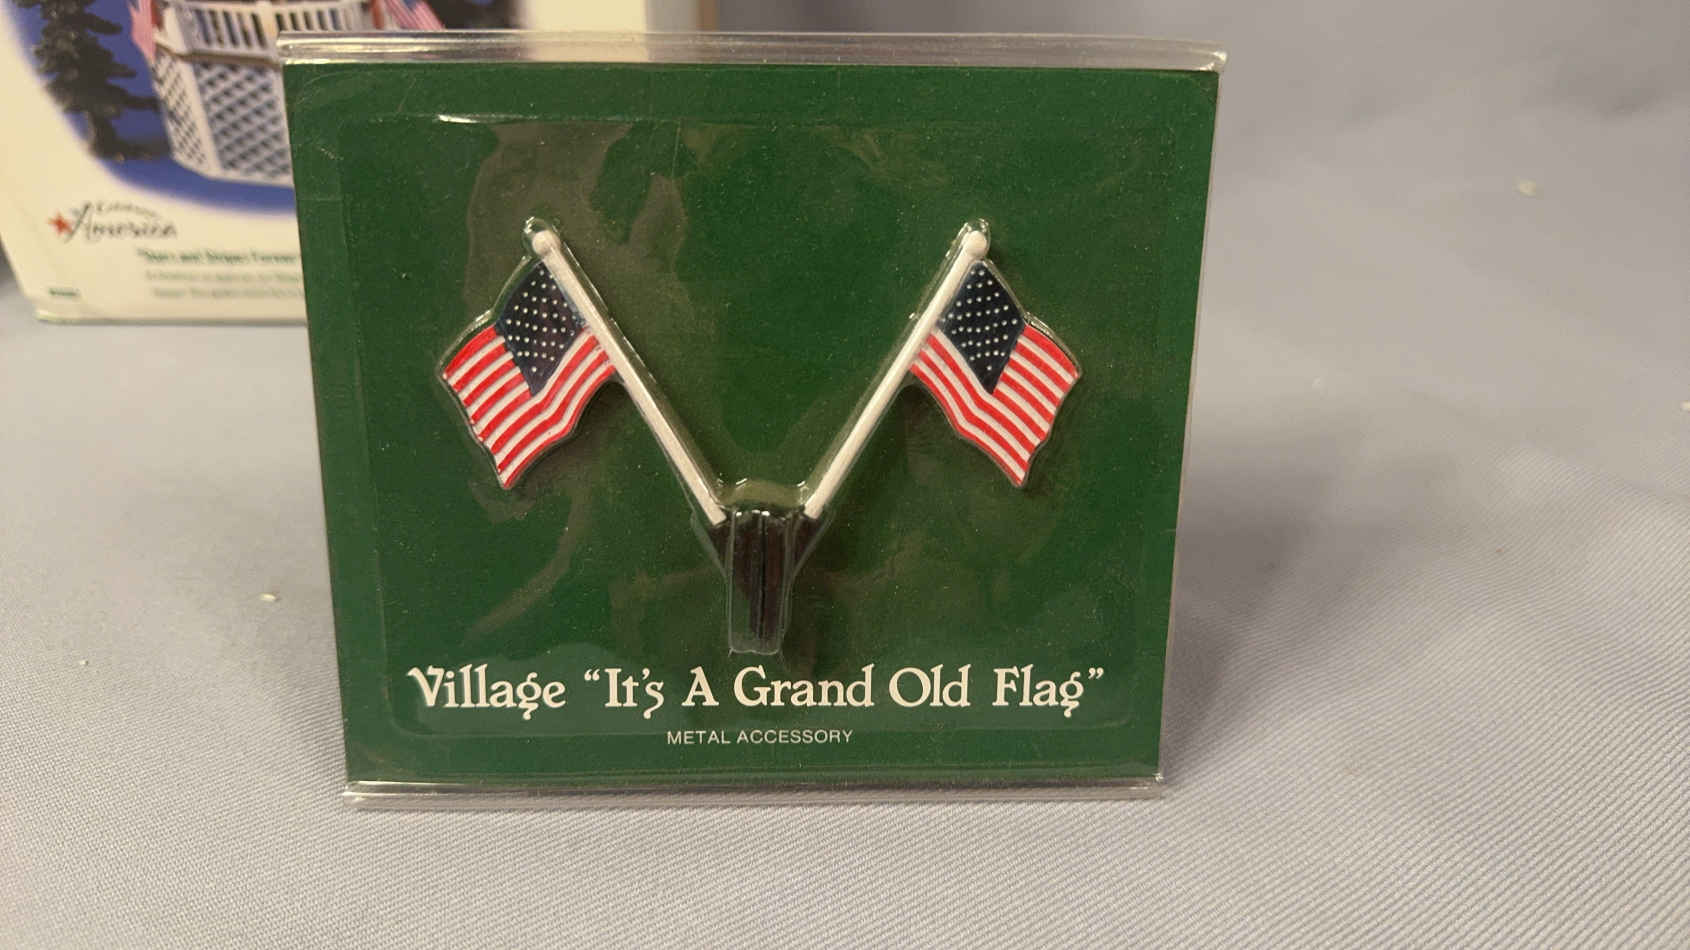 America
"Stars and Stripes Forever"
Village "It's A Grand Old Flag"
METAL ACCESSORY